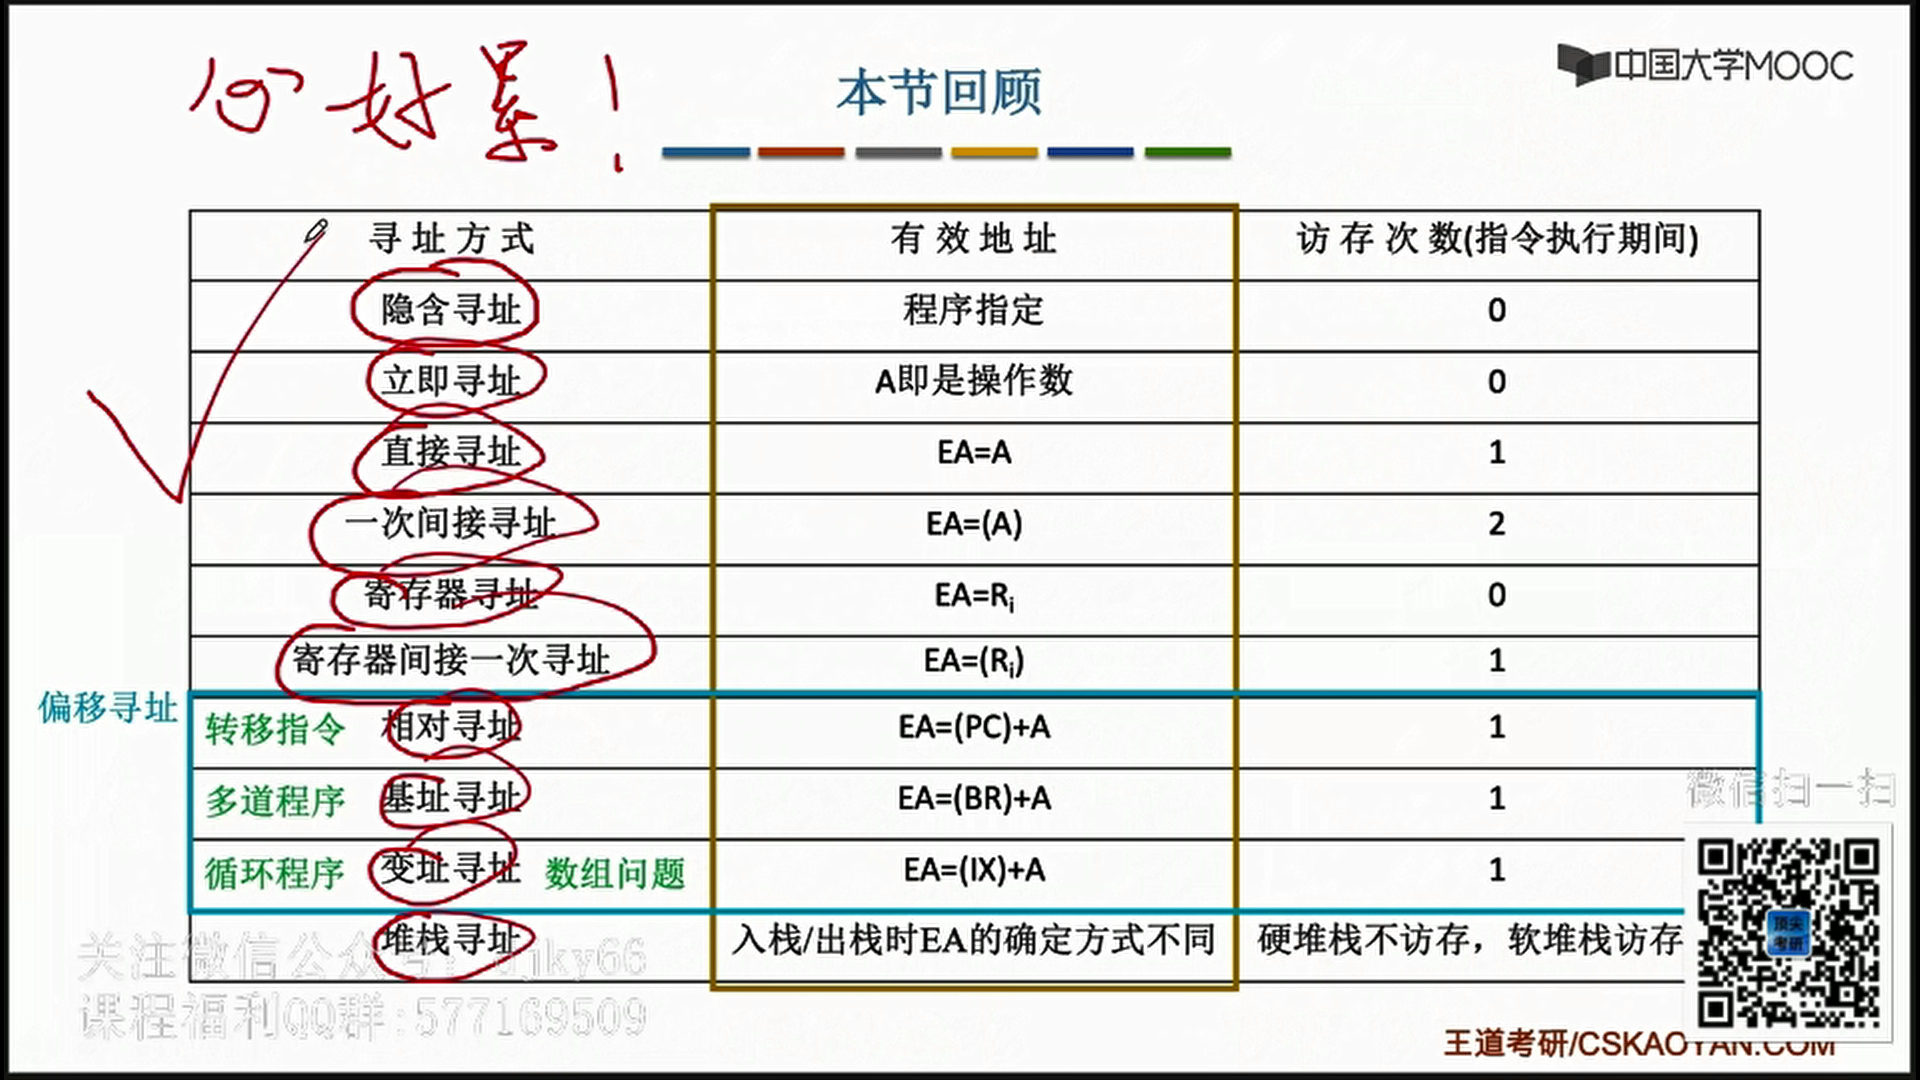 你好累！
本节回顾
中国大学MOOC
寻址方式 有效地址 访存次数(指令执行期间)
隐含寻址 程序指定 0
立即寻址 A即是操作数 0
直接寻址 EA=A 1
一次间接寻址 EA=(A) 2
寄存器寻址 EA=Ri 0
寄存器间接一次寻址 EA=(Ri) 1
偏移寻址
转移指令 相对寻址 EA=(PC)+A 1
多道程序 基址寻址 EA=(BR)+A 1
循环程序 变址寻址 数组问题 EA=(IX)+A 1
堆栈寻址 入栈/出栈时EA的确定方式不同 硬堆栈不访存，软堆栈访存
微信扫一扫
顶尖
考研
关注微信公众号：djky66
课程福利QQ群:577169509
王道考研/CSKAOYAN.COM